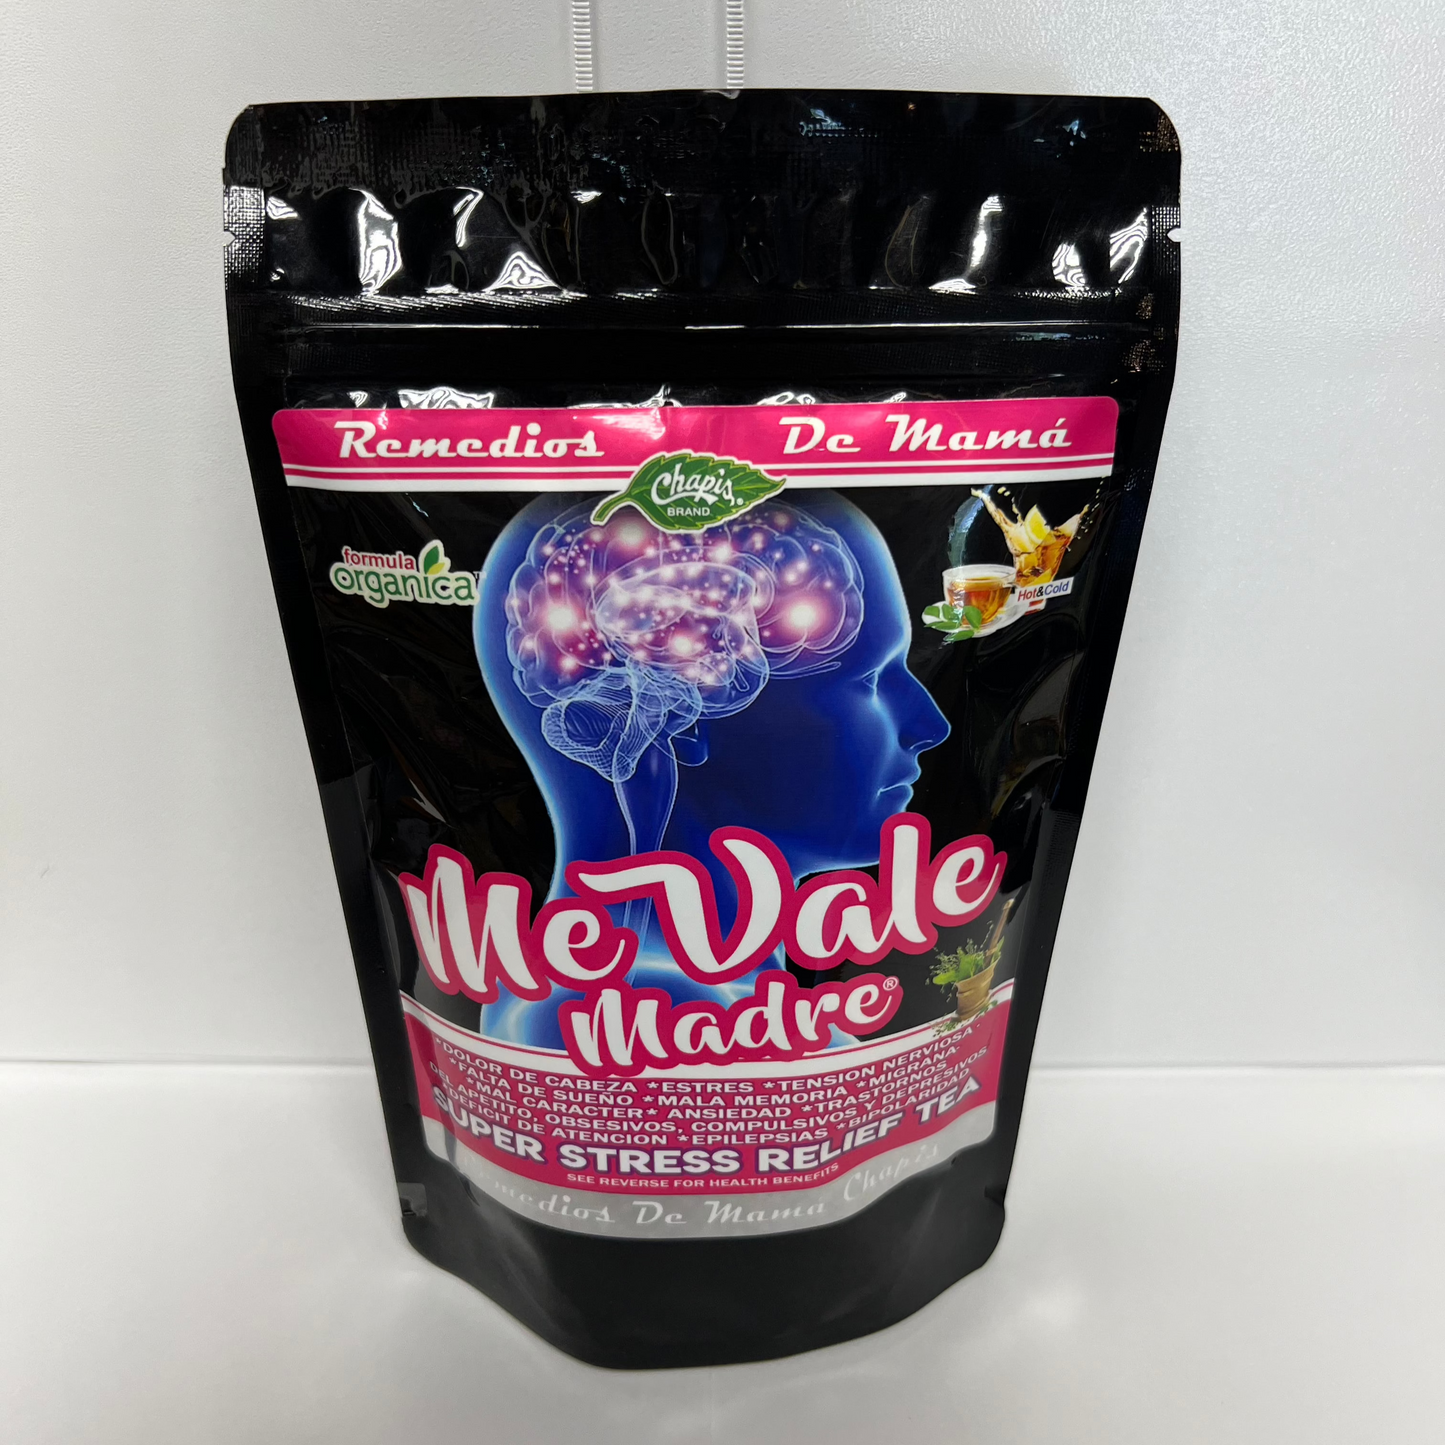 Remedios De Mamá
Chapis®
BRAND
formula
organica
Hot&Cold
Me Vale
Madre®
*DOLOR DE CABEZA *ESTRES *TENSION NERVIOSA
*FALTA DE SUEÑO *MALA MEMORIA *MIGRAÑA
*MAL CARACTER* ANSIEDAD *TRASTORNOS
DEL APETITO, OBSESIVOS, COMPULSIVOS Y DEPRESIVOS
*DEFICIT DE ATENCION *EPILEPSIAS *BIPOLARIDAD
SUPER STRESS RELIEF TEA
SEE REVERSE FOR HEALTH BENEFITS
Remedios De Mamá Chapis